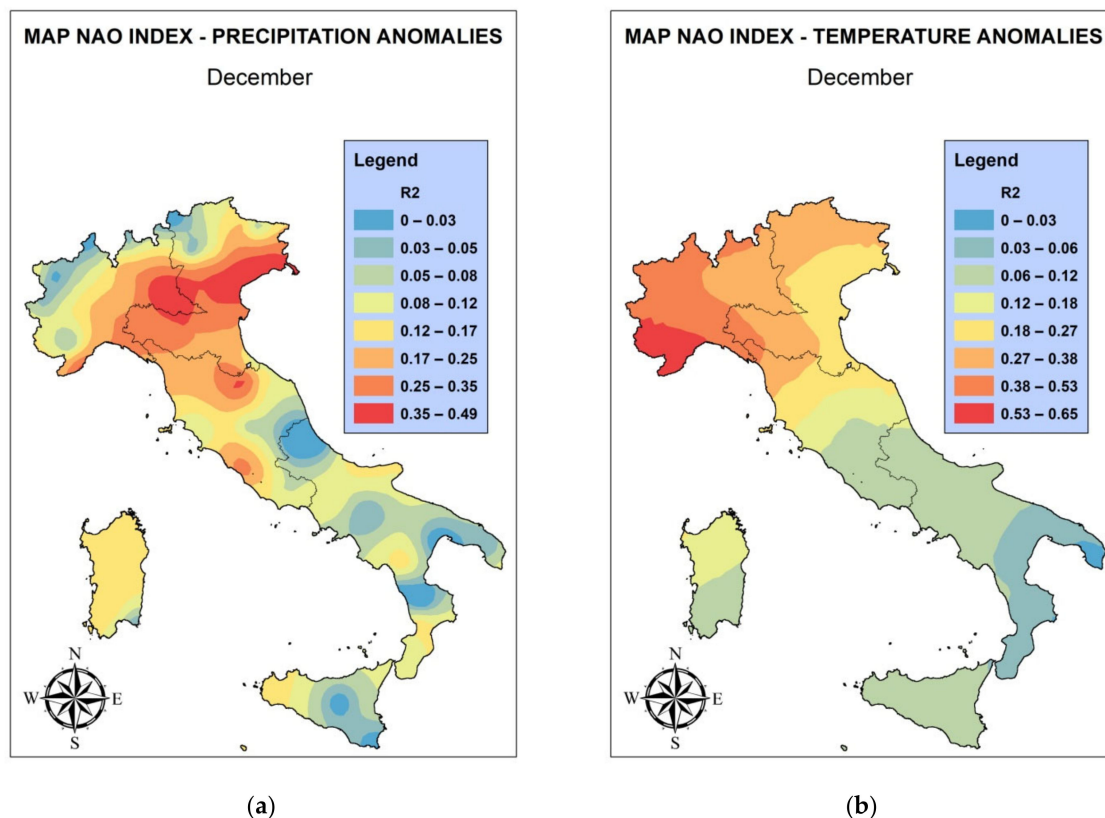 MAP NAO INDEX - PRECIPITATION ANOMALIES
December
Legend
R2
0 – 0.03
0.03 – 0.05
0.05 – 0.08
0.08 – 0.12
0.12 – 0.17
0.17 – 0.25
0.25 – 0.35
0.35 – 0.49
N
W E
S
(a)
MAP NAO INDEX - TEMPERATURE ANOMALIES
December
Legend
R2
0 – 0.03
0.03 – 0.06
0.06 – 0.12
0.12 – 0.18
0.18 – 0.27
0.27 – 0.38
0.38 – 0.53
0.53 – 0.65
N
W E
S
(b)